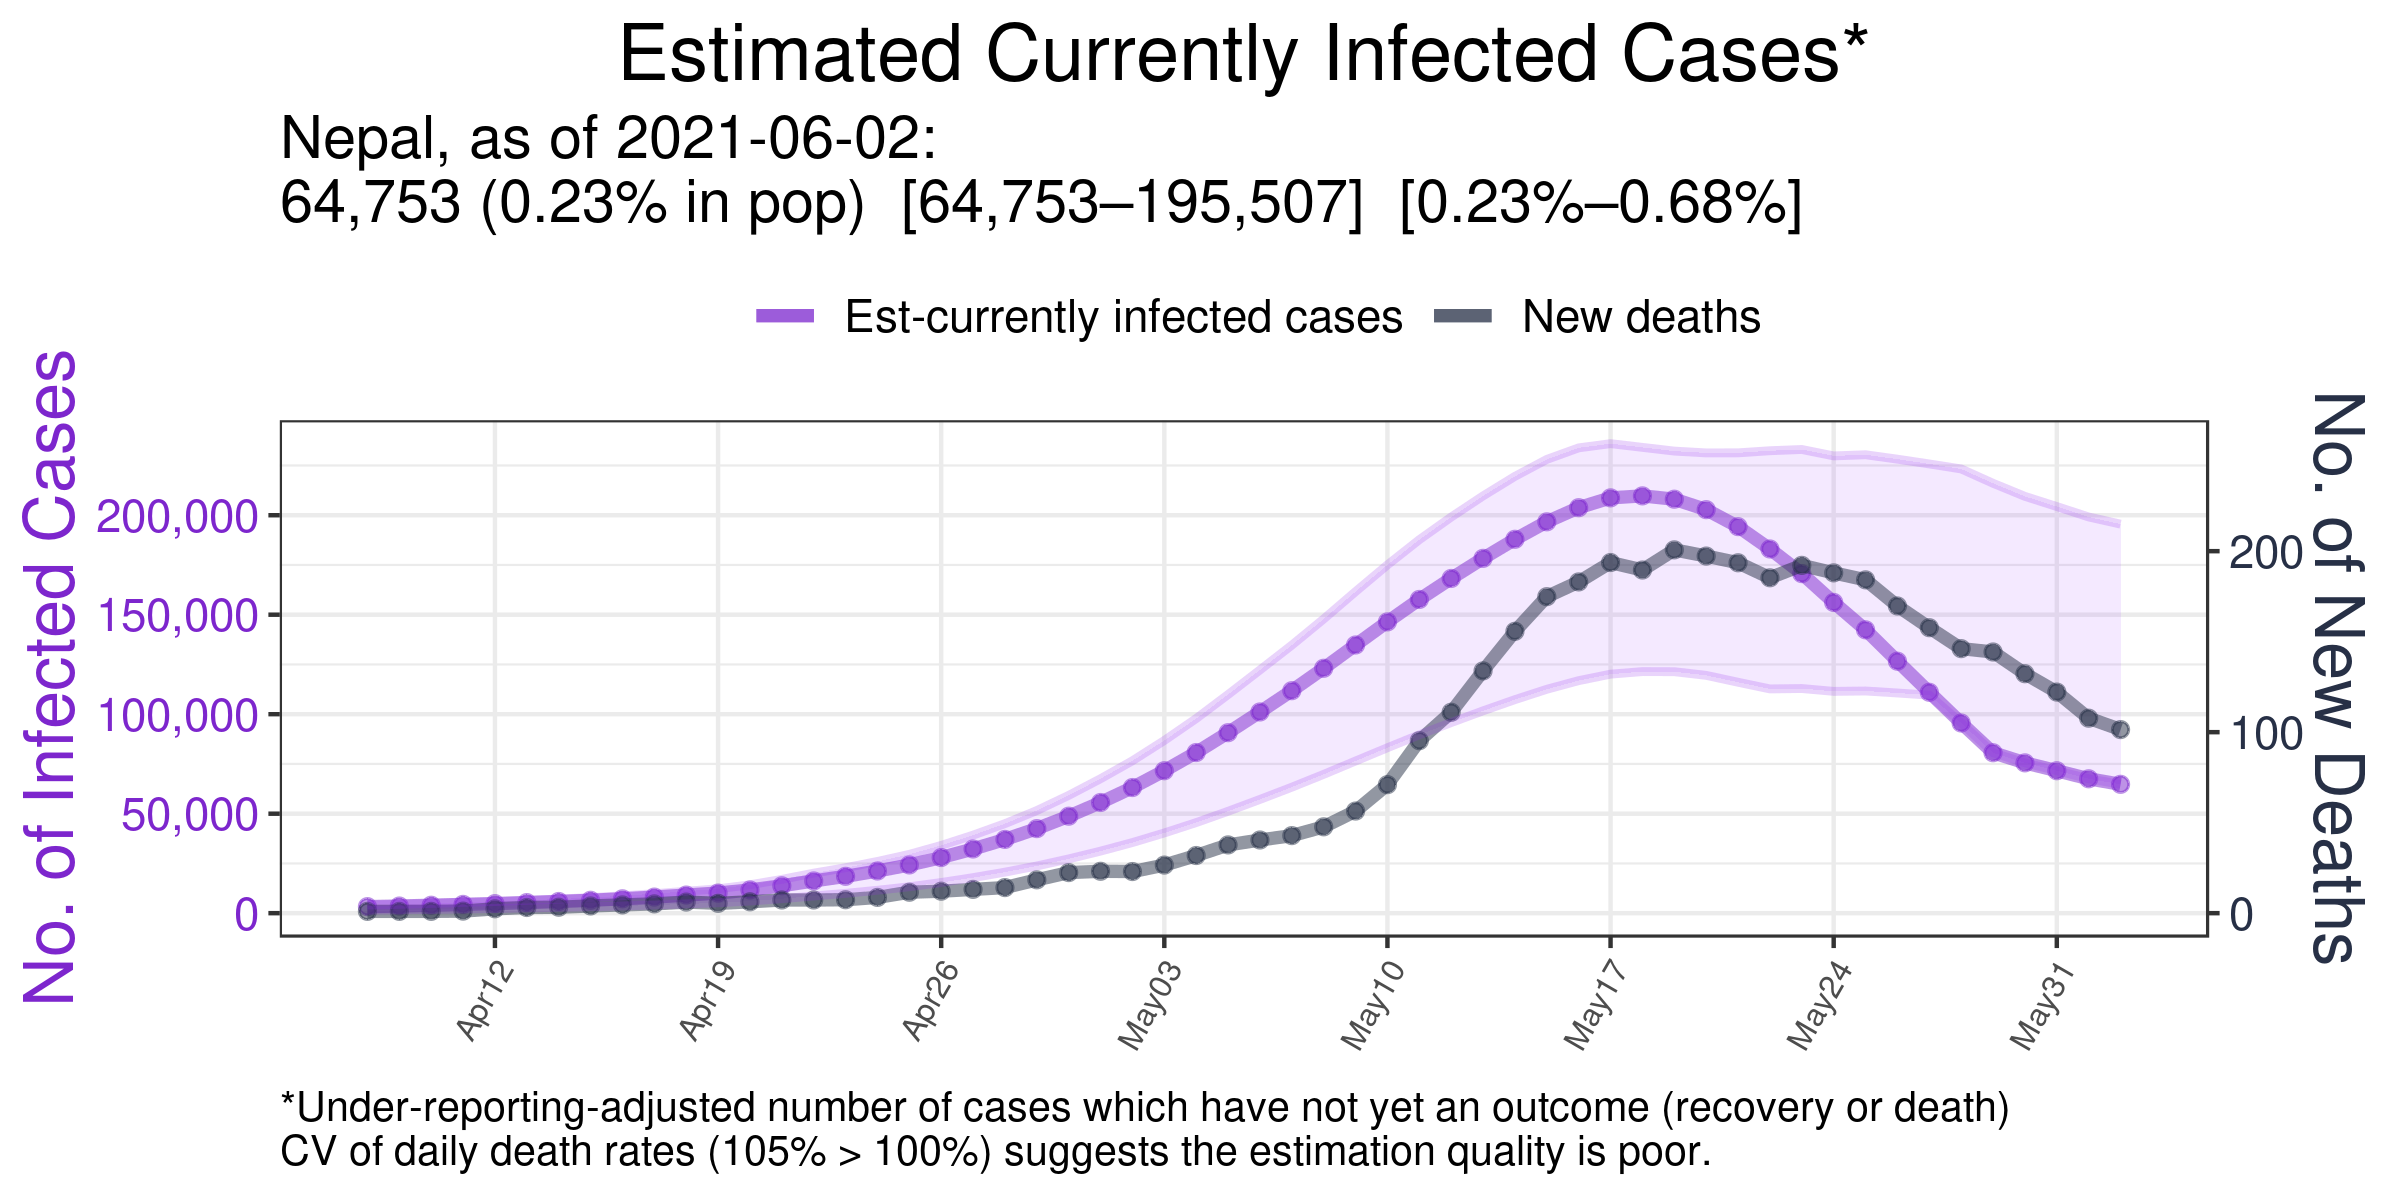 Estimated Currently Infected Cases*
Nepal, as of 2021-06-02:
64,753 (0.23% in pop)  [64,753–195,507]  [0.23%–0.68%]
Est-currently infected cases
New deaths
No. of Infected Cases
200,000
150,000
100,000
50,000
0
No. of New Deaths
200
100
0
Apr12
Apr19
Apr26
May03
May10
May17
May24
May31
*Under-reporting-adjusted number of cases which have not yet an outcome (recovery or death)
CV of daily death rates (105% > 100%) suggests the estimation quality is poor.